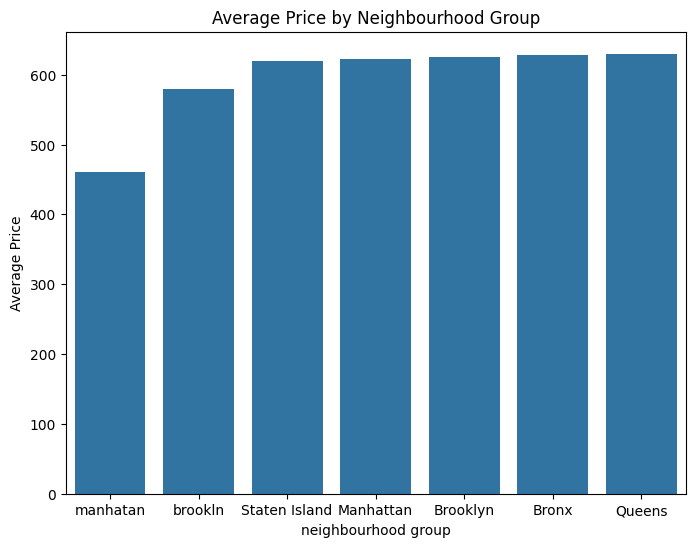 Average Price by Neighbourhood Group
Average Price
600
500
400
300
200
100
0
manhatan brookln Staten Island Manhattan Brooklyn Bronx Queens
neighbourhood group